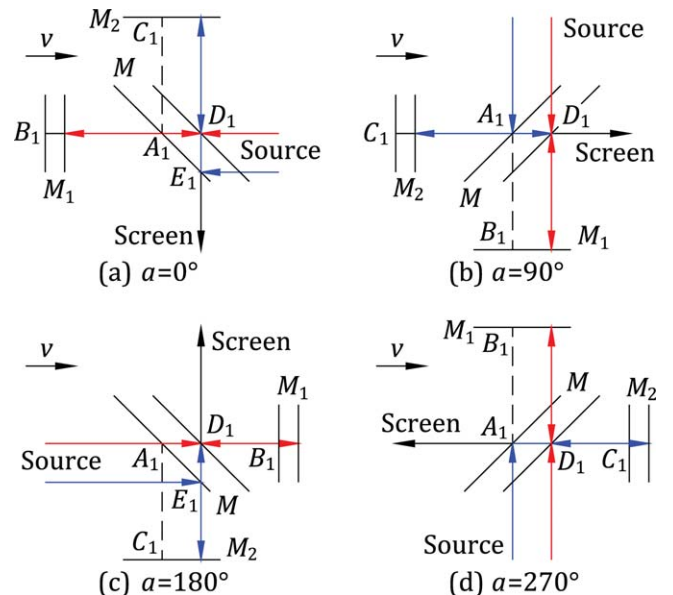 M₂
C₁
v
M
D₁
B₁
A₁
Source
E₁
M₁
Screen
(a) a=0°
Source
v
A₁
D₁
C₁
Screen
M₂
M
B₁
M₁
(b) a=90°
v
Screen
M₁
D₁
Source
A₁
B₁
E₁
M
C₁
M₂
(c) a=180°
M₁
B₁
v
M
M₂
Screen
A₁
D₁
C₁
Source
(d) a=270°